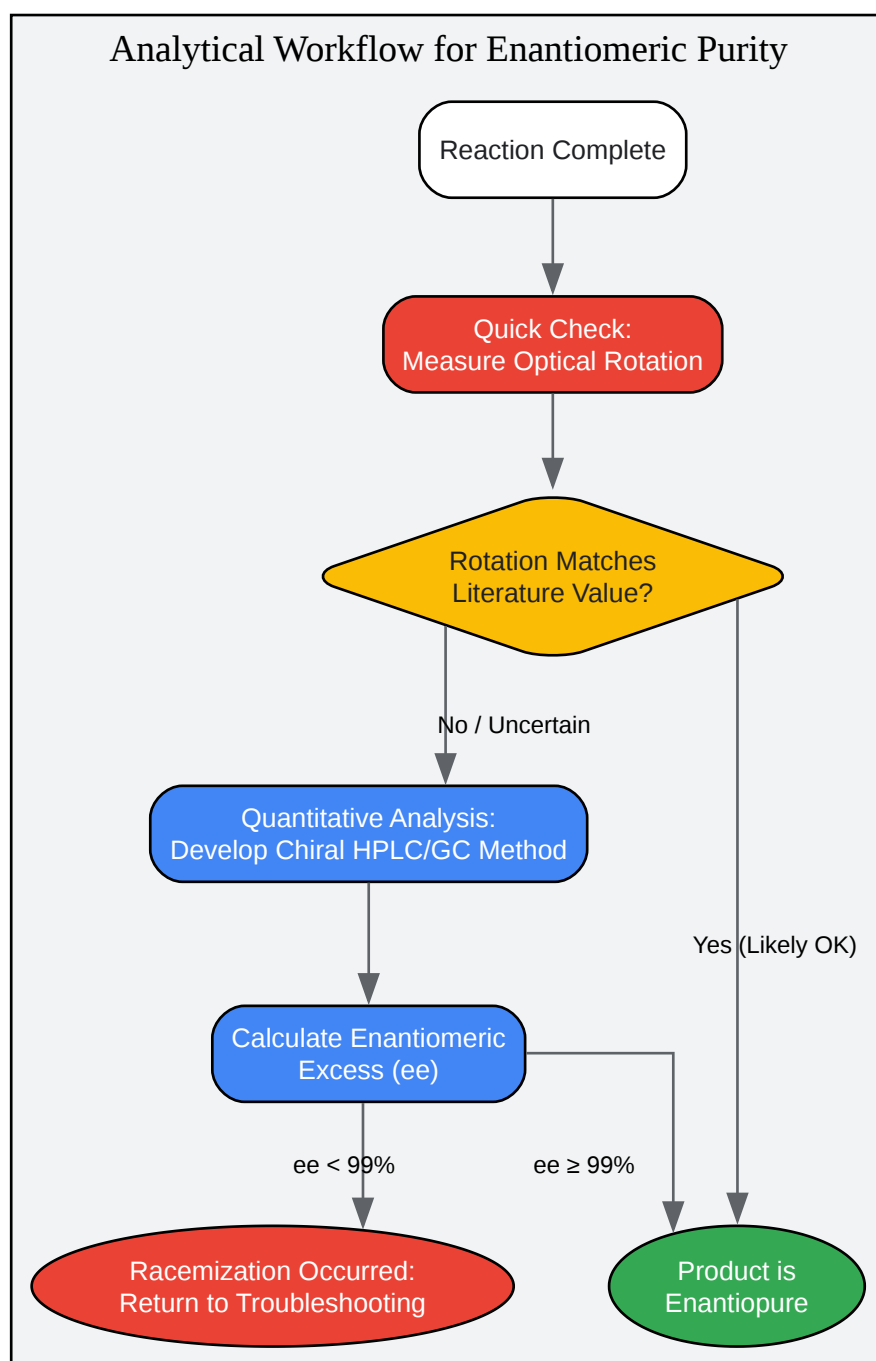 Analytical Workflow for Enantiomeric Purity
Reaction Complete
Quick Check:
Measure Optical Rotation
Rotation Matches
Literature Value?
No / Uncertain
Quantitative Analysis:
Develop Chiral HPLC/GC Method
Yes (Likely OK)
Calculate Enantiomeric
Excess (ee)
ee < 99%
ee ≥ 99%
Racemization Occurred:
Return to Troubleshooting
Product is
Enantiopure